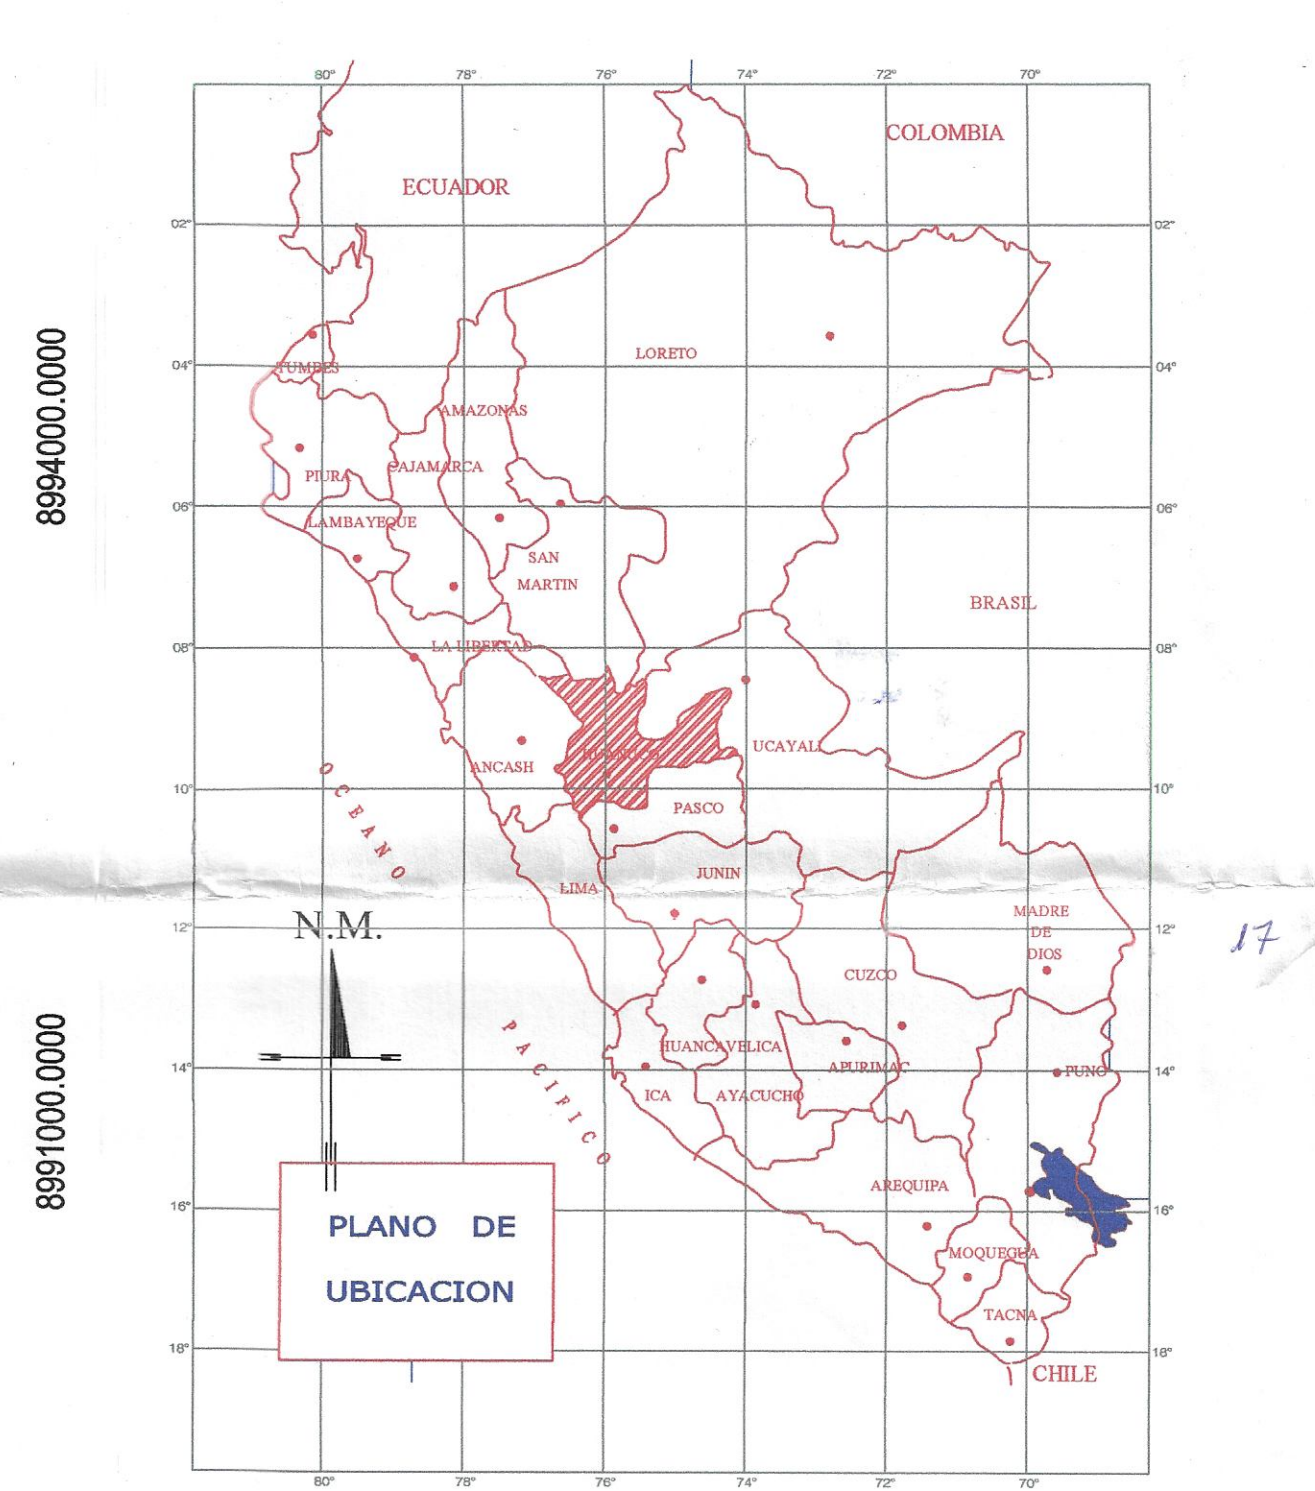 80° 78° 76° 74° 72° 70°
COLOMBIA
ECUADOR
02° 02°
8994000.0000
LORETO
04° 04°
TUMBES
AMAZONAS
CAJAMARCA
PIURA
06° 06°
LAMBAYEQUE
SAN
MARTIN
BRASIL
LA LIBERTAD
08° 08°
UCAYALI
HUANUCO
ANCASH
10° 10°
PASCO
OCEANO
JUNIN
LIMA
MADRE
DE
DIOS
N.M.
12° 12°
17
CUZCO
PACIFICO
HUANCAVELICA
8991000.0000
14° 14°
APURIMAC
PUNO
ICA
AYACUCHO
AREQUIPA
16° 16°
PLANO DE
UBICACION
MOQUEGUA
TACNA
18° 18°
CHILE
80° 78° 76° 74° 72° 70°